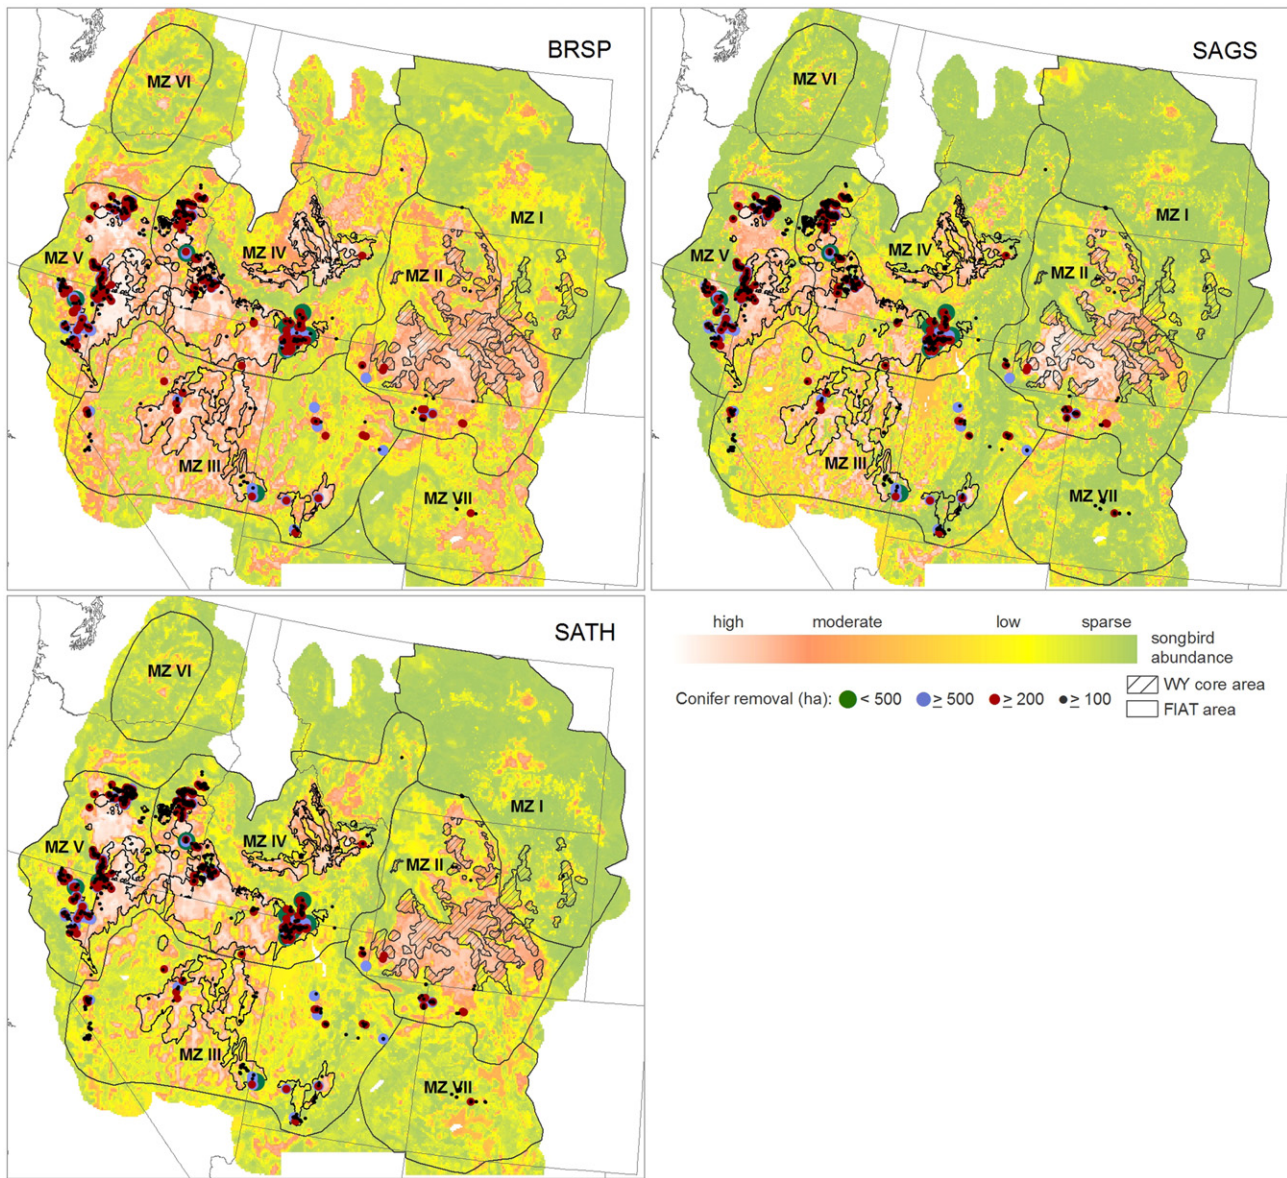 BRSP
MZ VI
MZ I
MZ V
MZ IV
MZ II
MZ III
MZ VII
SAGS
MZ VI
MZ I
MZ V
MZ IV
MZ II
MZ III
MZ VII
SATH
MZ VI
MZ I
MZ V
MZ IV
MZ II
MZ III
MZ VII
high moderate low sparse
songbird
abundance
Conifer removal (ha): < 500 ≥ 500 ≥ 200 ≥ 100
WY core area
FIAT area